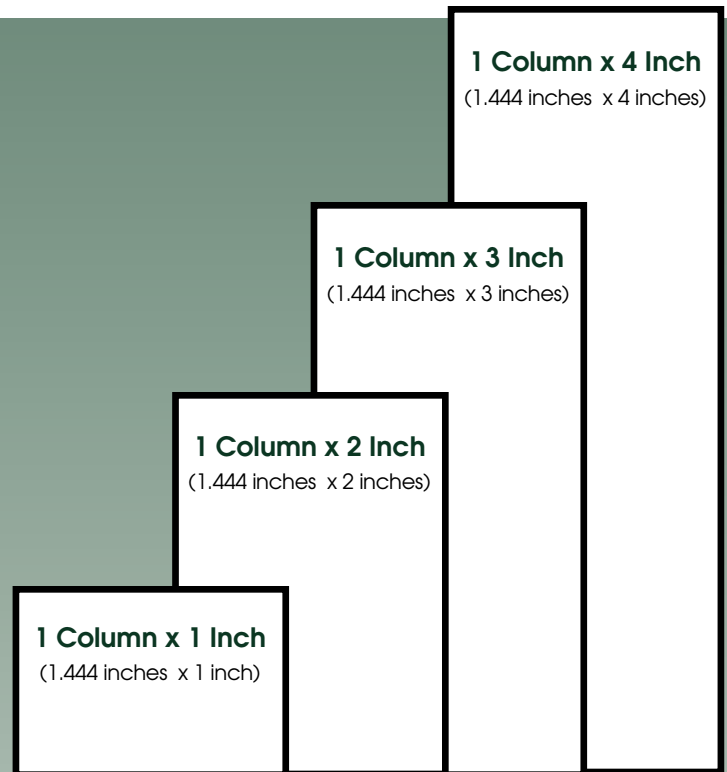 1 Column x 4 Inch
(1.444 inches x 4 inches)
1 Column x 3 Inch
(1.444 inches x 3 inches)
1 Column x 2 Inch
(1.444 inches x 2 inches)
1 Column x 1 Inch
(1.444 inches x 1 inch)